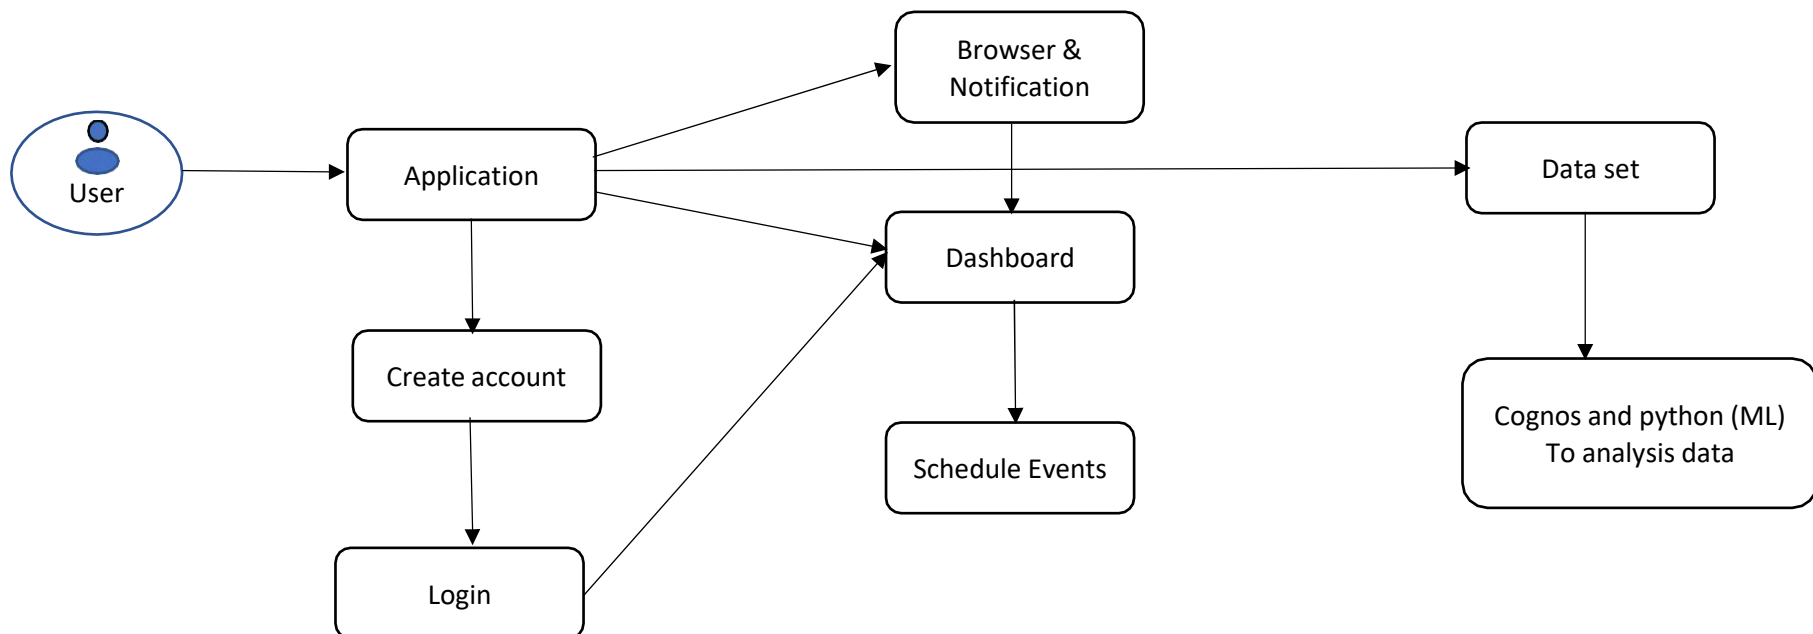 Browser &
Notification
User
Application
Data set
Dashboard
Create account
Cognos and python (ML)
To analysis data
Schedule Events
Login